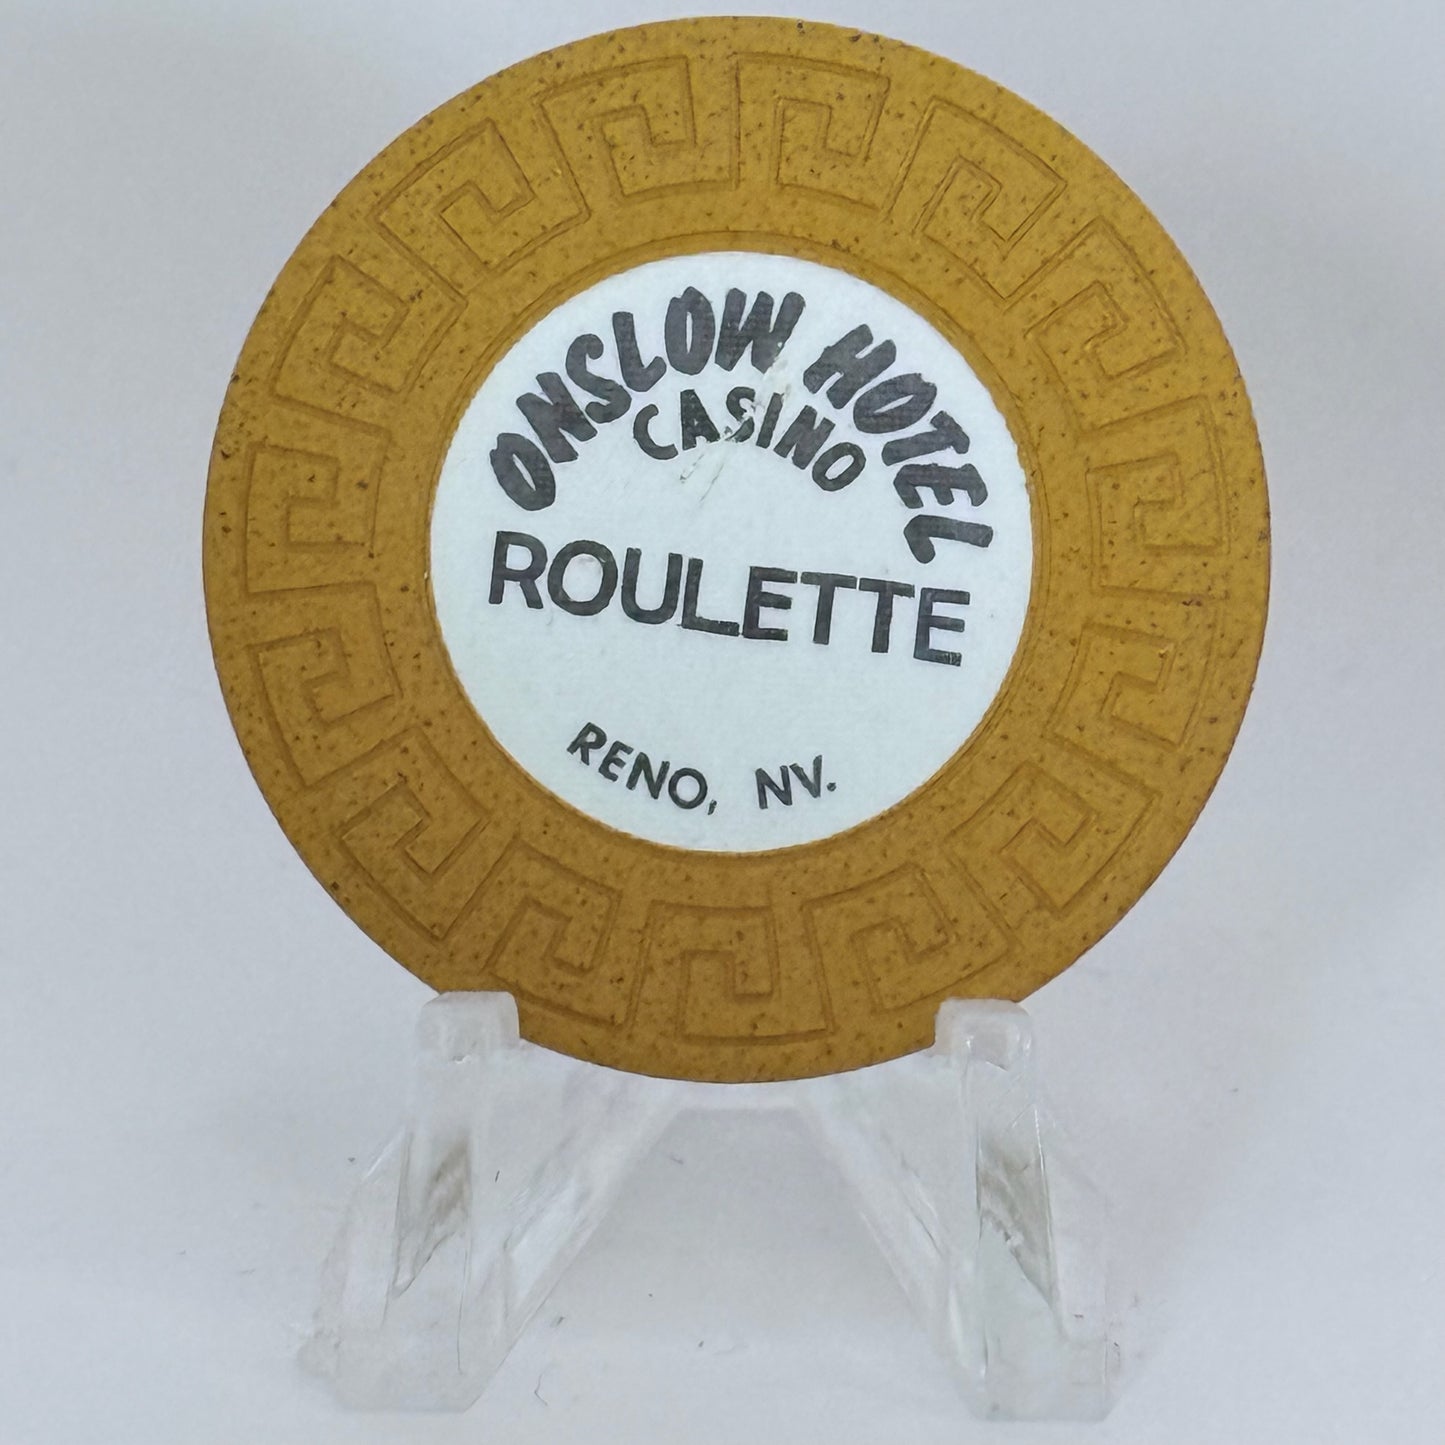 ONSLOW HOTEL
CASINO
ROULETTE
RENO, NV.